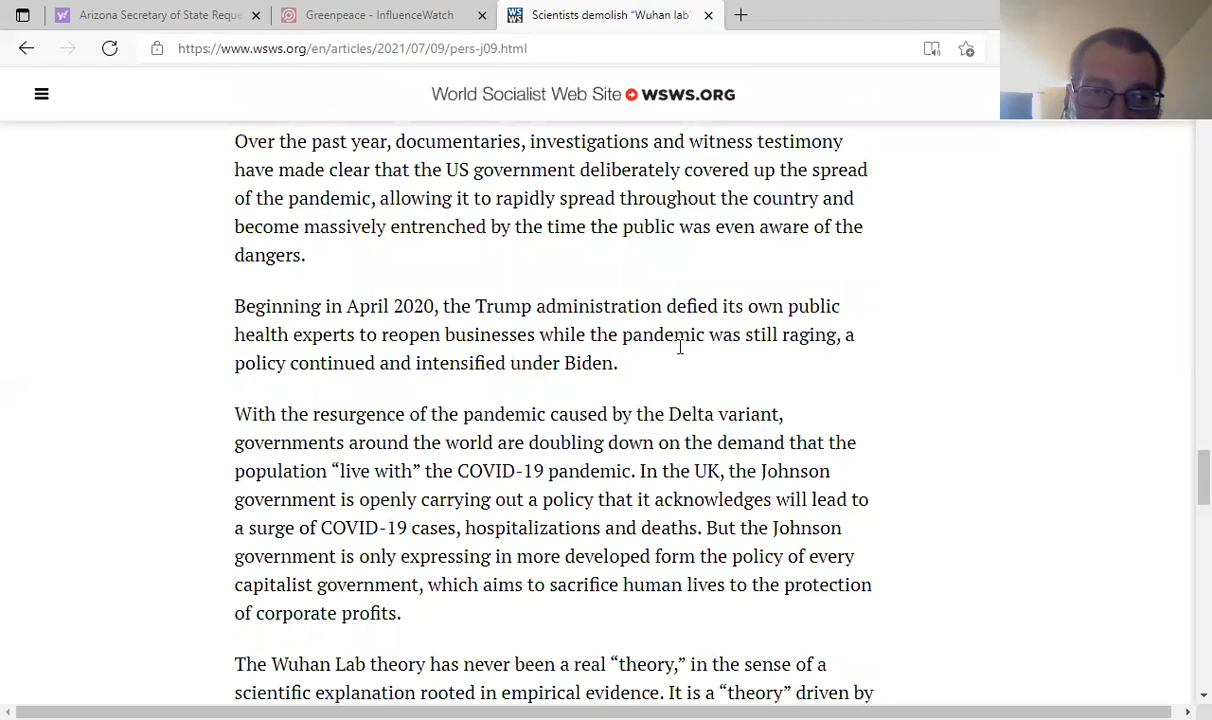 Arizona Secretary of State Reque
Greenpeace - InfluenceWatch
WS WS Scientists demolish “Wuhan lab”
https://www.wsws.org/en/articles/2021/07/09/pers-j09.html
World Socialist Web Site WSWS.ORG
Over the past year, documentaries, investigations and witness testimony
have made clear that the US government deliberately covered up the spread
of the pandemic, allowing it to rapidly spread throughout the country and
become massively entrenched by the time the public was even aware of the
dangers.
Beginning in April 2020, the Trump administration defied its own public
health experts to reopen businesses while the pandemic was still raging, a
policy continued and intensified under Biden.
With the resurgence of the pandemic caused by the Delta variant,
governments around the world are doubling down on the demand that the
population “live with” the COVID-19 pandemic. In the UK, the Johnson
government is openly carrying out a policy that it acknowledges will lead to
a surge of COVID-19 cases, hospitalizations and deaths. But the Johnson
government is only expressing in more developed form the policy of every
capitalist government, which aims to sacrifice human lives to the protection
of corporate profits.
The Wuhan Lab theory has never been a real “theory,” in the sense of a
scientific explanation rooted in empirical evidence. It is a “theory” driven by